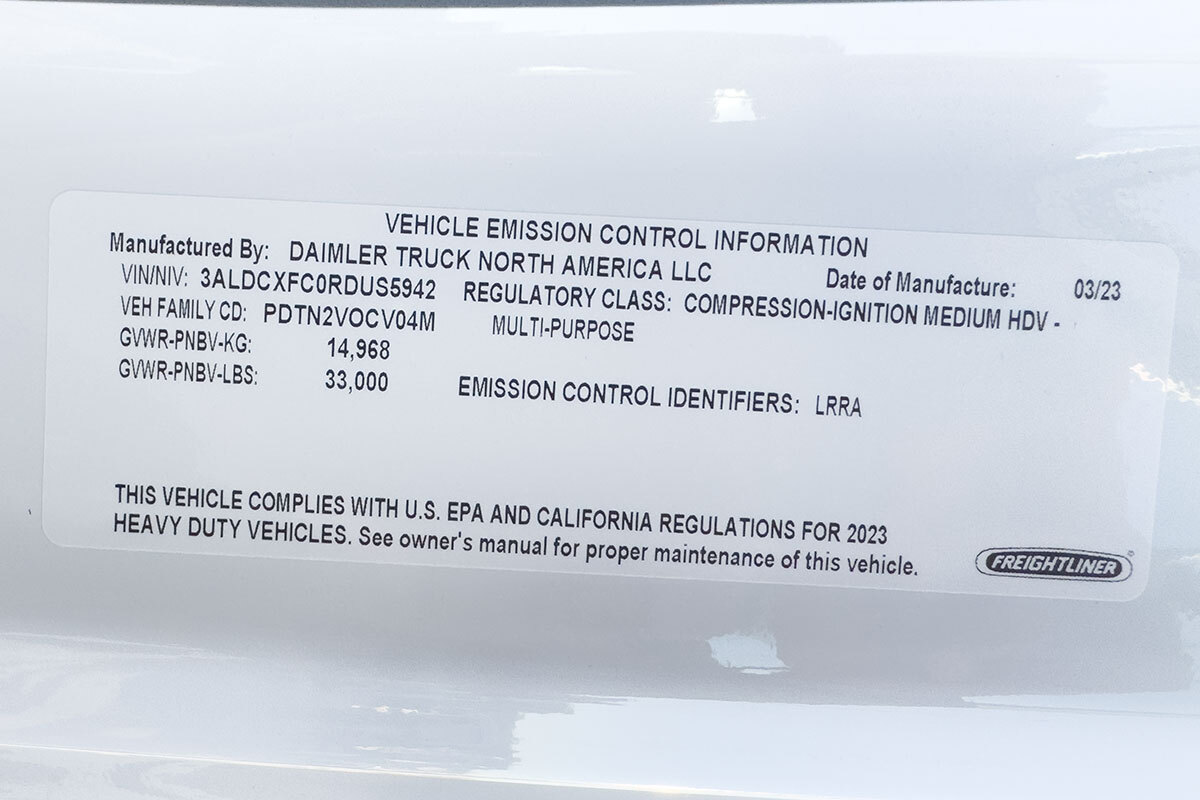 VEHICLE EMISSION CONTROL INFORMATION
Manufactured By: DAIMLER TRUCK NORTH AMERICA LLC Date of Manufacture: 03/23
VIN/NIV: 3ALDCXFC0RDUS5942 REGULATORY CLASS: COMPRESSION-IGNITION MEDIUM HDV -
VEH FAMILY CD: PDTN2VOCV04M MULTI-PURPOSE
GVWR-PNBV-KG: 14,968
GVWR-PNBV-LBS: 33,000 EMISSION CONTROL IDENTIFIERS: LRRA
THIS VEHICLE COMPLIES WITH U.S. EPA AND CALIFORNIA REGULATIONS FOR 2023
HEAVY DUTY VEHICLES. See owner's manual for proper maintenance of this vehicle.
FREIGHTLINER®